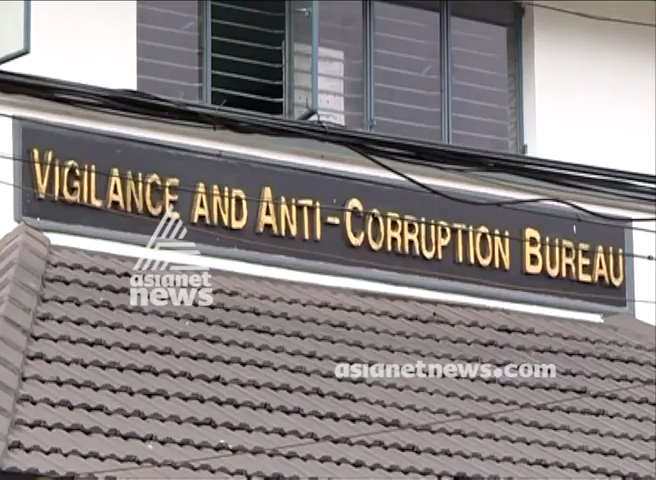 VIGILANCE AND ANTI-CORRUPTION BUREAU
asianet
news
asianetnews.com